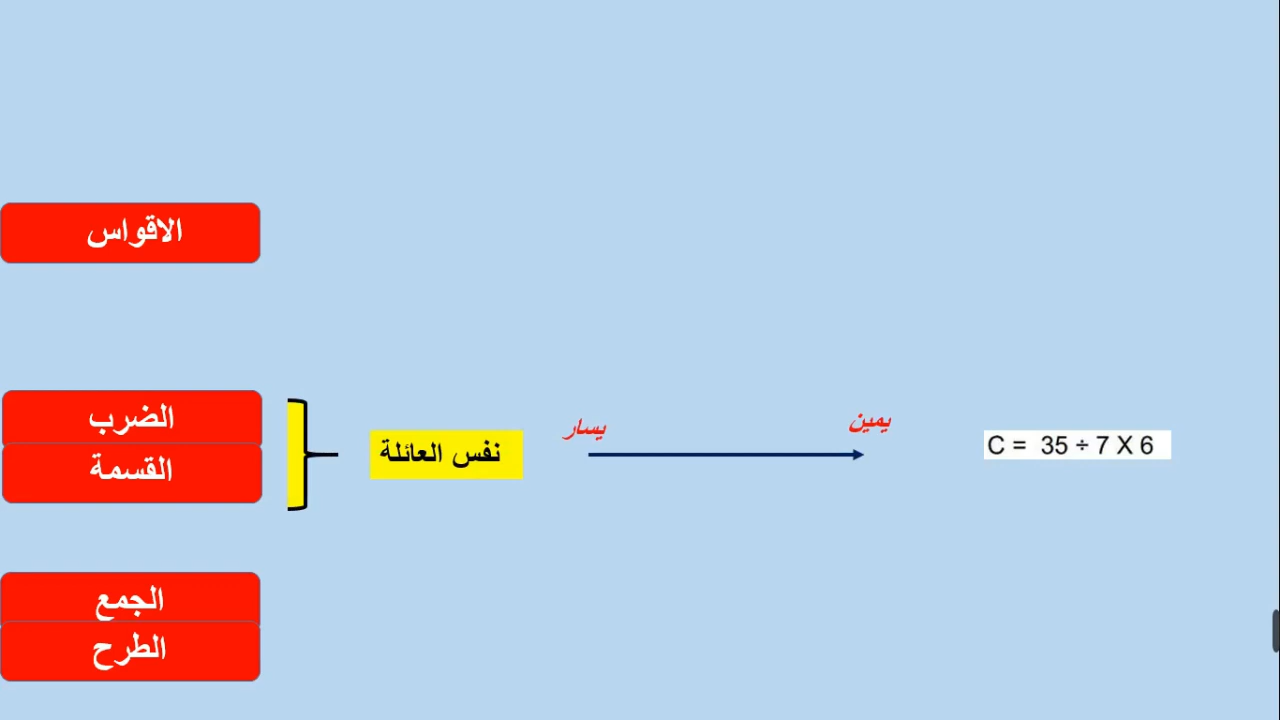 الاقواس
الضرب
القسمة
نفس العائلة
يسار
يمين
C = 35 ÷ 7 X 6
الجمع
الطرح